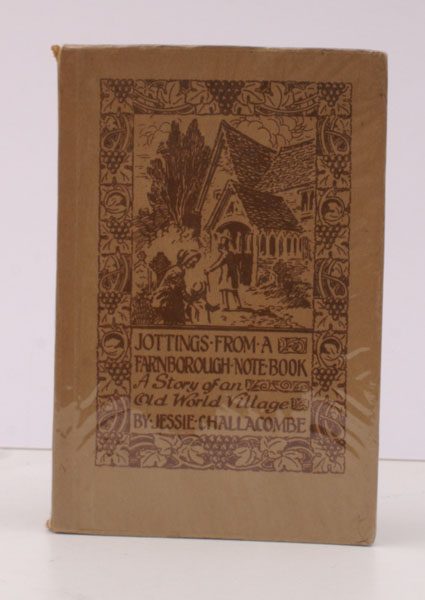 JOTTINGS·FROM·A
FARNBOROUGH·NOTE·BOOK
A Story of an
Old World Village
BY·JESSIE·CHALLACOMBE